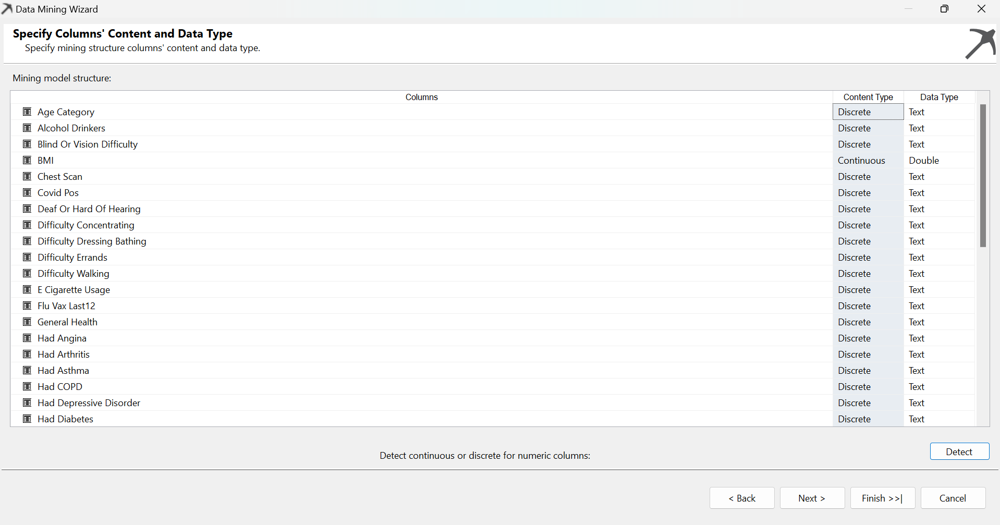 Data Mining Wizard
Specify Columns' Content and Data Type
Specify mining structure columns' content and data type.
Mining model structure:
Columns Content Type Data Type
Age Category Discrete Text
Alcohol Drinkers Discrete Text
Blind Or Vision Difficulty Discrete Text
BMI Continuous Double
Chest Scan Discrete Text
Covid Pos Discrete Text
Deaf Or Hard Of Hearing Discrete Text
Difficulty Concentrating Discrete Text
Difficulty Dressing Bathing Discrete Text
Difficulty Errands Discrete Text
Difficulty Walking Discrete Text
E Cigarette Usage Discrete Text
Flu Vax Last12 Discrete Text
General Health Discrete Text
Had Angina Discrete Text
Had Arthritis Discrete Text
Had Asthma Discrete Text
Had COPD Discrete Text
Had Depressive Disorder Discrete Text
Had Diabetes Discrete Text
Detect continuous or discrete for numeric columns: Detect
< Back Next > Finish >>| Cancel